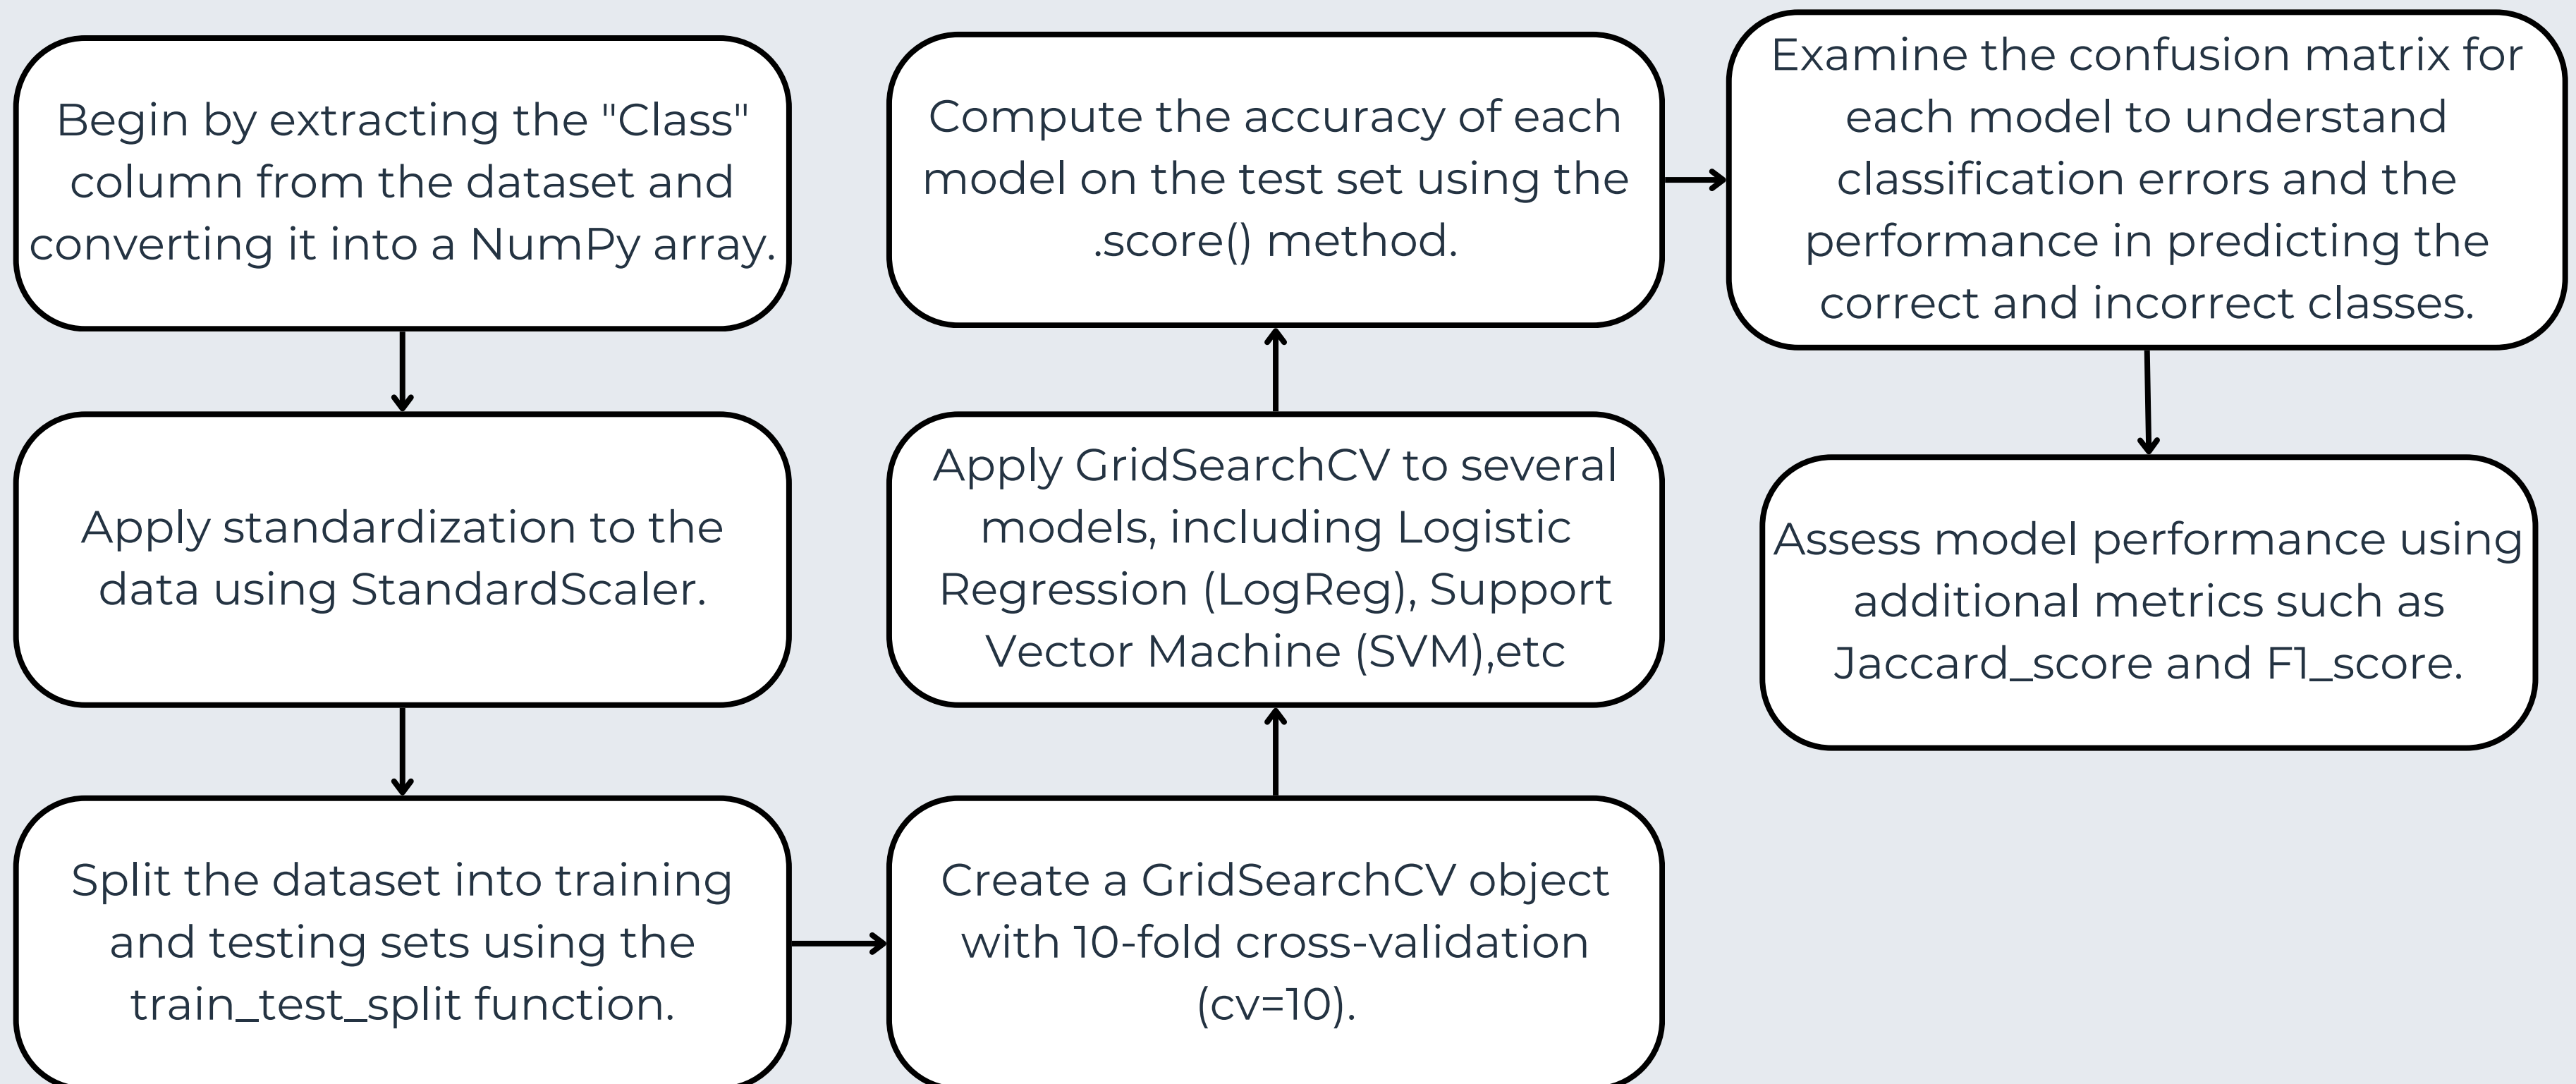 Begin by extracting the "Class"
column from the dataset and
converting it into a NumPy array.
Apply standardization to the
data using StandardScaler.
Split the dataset into training
and testing sets using the
train_test_split function.
Create a GridSearchCV object
with 10-fold cross-validation
(cv=10).
Apply GridSearchCV to several
models, including Logistic
Regression (LogReg), Support
Vector Machine (SVM),etc
Compute the accuracy of each
model on the test set using the
.score() method.
Examine the confusion matrix for
each model to understand
classification errors and the
performance in predicting the
correct and incorrect classes.
Assess model performance using
additional metrics such as
Jaccard_score and F1_score.